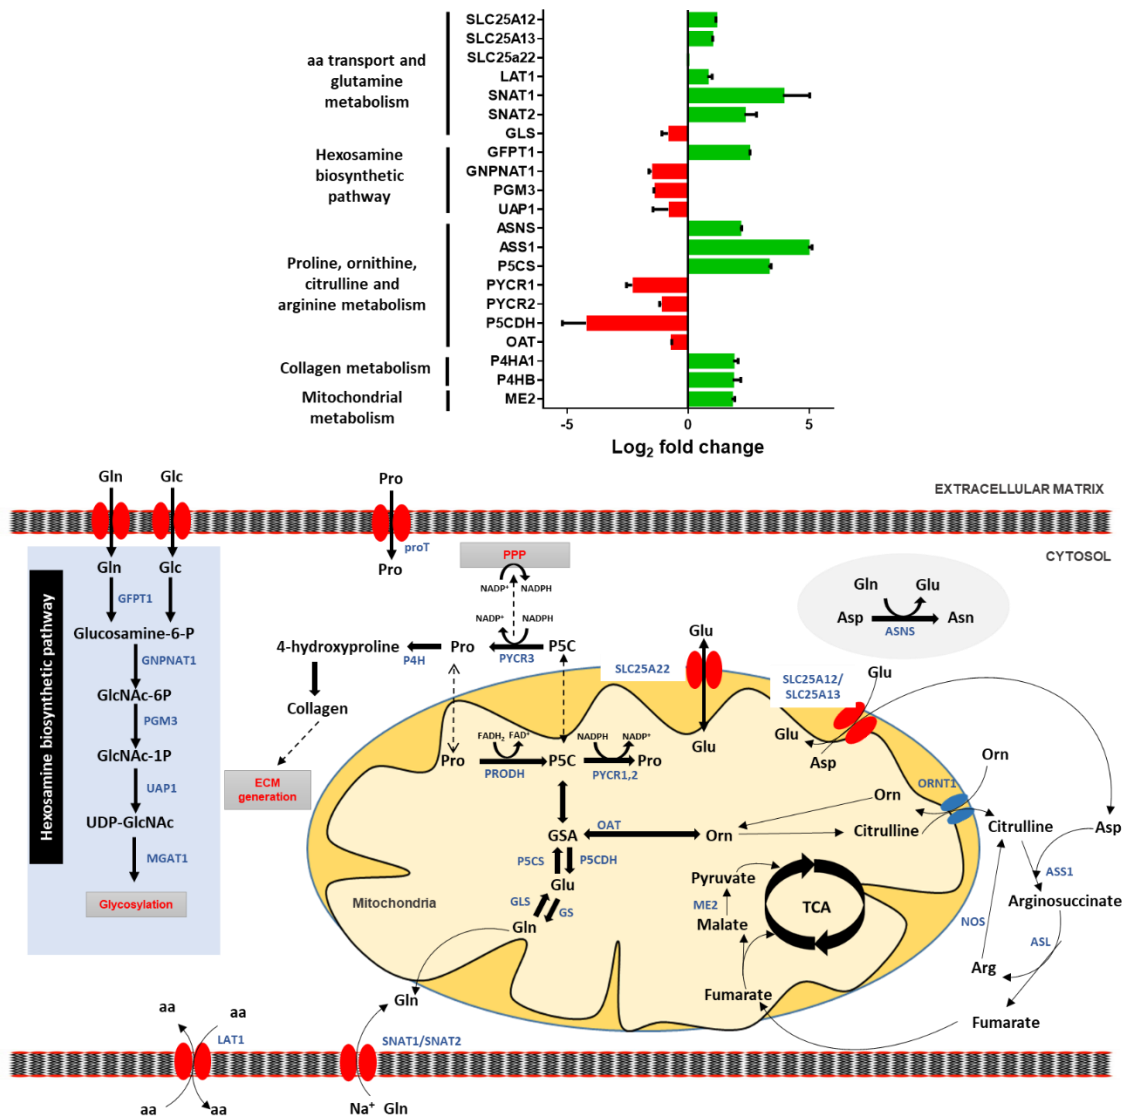 SLC25A12
SLC25A13
SLC25a22
LAT1
SNAT1
SNAT2
GLS
GFPT1
GNPNAT1
PGM3
UAP1
ASNS
ASS1
P5CS
PYCR1
PYCR2
P5CDH
OAT
P4HA1
P4HB
ME2
aa transport and
glutamine
metabolism
Hexosamine
biosynthetic
pathway
Proline, ornithine,
citrulline and
arginine metabolism
Collagen metabolism
Mitochondrial
metabolism
-5 0 5
Log2 fold change
Gln Glc
Pro
EXTRACELLULAR MATRIX
proT
Pro
CYTOSOL
Gln Glc
GFPT1
Glucosamine-6-P
GNPNAT1
GlcNAc-6P
PGM3
GlcNAc-1P
UAP1
UDP-GlcNAc
MGAT1
Glycosylation
Hexosamine biosynthetic pathway
PPP
NADP+ NADPH
NADP+ NADPH
4-hydroxyproline
P4H
Pro
PYCR3
P5C
Collagen
ECM
generation
Gln Glu
Asp Asn
ASNS
Glu
SLC25A22
Glu
SLC25A12/
SLC25A13
Glu
Glu
Asp
FADH2 FAD+
NADPH NADP+
Pro
PRODH
P5C
PYCR1,2
Pro
GSA
OAT
Orn
Orn
Citrulline
ORNT1
Orn
Citrulline
Asp
P5CS
P5CDH
Glu
GLS
GS
Gln
Mitochondria
Pyruvate
ME2
Malate
TCA
Fumarate
ASS1
Arginosuccinate
NOS
ASL
Arg
Fumarate
Gln
aa
aa
LAT1
SNAT1/SNAT2
aa
aa
Na+ Gln